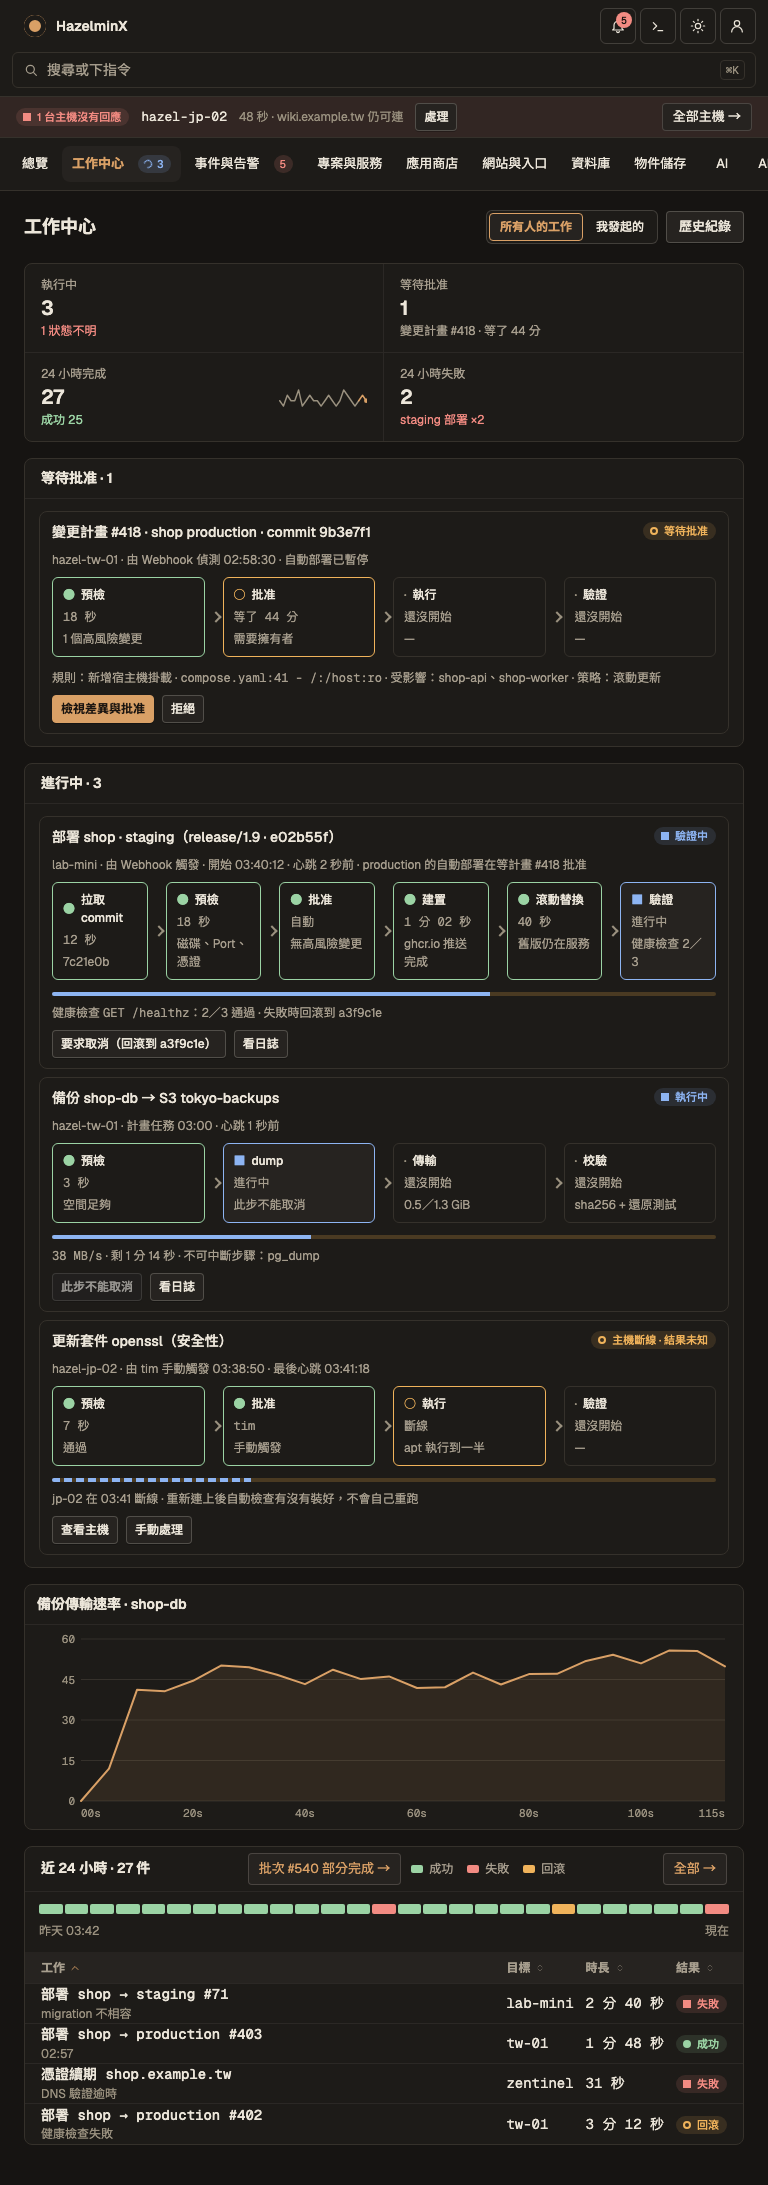 HazelminX
5
搜尋或下指令
⌘K
1 台主機沒有回應 hazel-jp-02 48 秒 · wiki.example.tw 仍可連 處理 全部主機 →
總覽 工作中心 3 事件與告警 5 專案與服務 應用商店 網站與入口 資料庫 物件儲存 AI
工作中心
所有人的工作 我發起的 歷史紀錄
執行中
3
1 狀態不明
等待批准
1
變更計畫 #418 · 等了 44 分
24 小時完成
27
成功 25
24 小時失敗
2
staging 部署 ×2
等待批准 · 1
變更計畫 #418 · shop production · commit 9b3e7f1
等待批准
hazel-tw-01 · 由 Webhook 偵測 02:58:30 · 自動部署已暫停
預檢
18 秒
1 個高風險變更
批准
等了 44 分
需要擁有者
· 執行
還沒開始
—
· 驗證
還沒開始
—
規則：新增宿主機掛載 · compose.yaml:41 - /:/host:ro · 受影響：shop-api、shop-worker · 策略：滾動更新
檢視差異與批准 拒絕
進行中 · 3
部署 shop · staging（release/1.9 · e02b55f）
驗證中
lab-mini · 由 Webhook 觸發 · 開始 03:40:12 · 心跳 2 秒前 · production 的自動部署在等計畫 #418 批准
拉取
commit
12 秒
7c21e0b
預檢
18 秒
磁碟、Port、
憑證
批准
自動
無高風險變更
建置
1 分 02 秒
ghcr.io 推送
完成
滾動替換
40 秒
舊版仍在服務
驗證
進行中
健康檢查 2／
3
健康檢查 GET /healthz：2／3 通過 · 失敗時回滾到 a3f9c1e
要求取消（回滾到 a3f9c1e） 看日誌
備份 shop-db → S3 tokyo-backups
執行中
hazel-tw-01 · 計畫任務 03:00 · 心跳 1 秒前
預檢
3 秒
空間足夠
dump
進行中
此步不能取消
· 傳輸
還沒開始
0.5／1.3 GiB
· 校驗
還沒開始
sha256 + 還原測試
38 MB/s · 剩 1 分 14 秒 · 不可中斷步驟：pg_dump
此步不能取消 看日誌
更新套件 openssl（安全性）
主機斷線 · 結果未知
hazel-jp-02 · 由 tim 手動觸發 03:38:50 · 最後心跳 03:41:18
預檢
7 秒
通過
批准
tim
手動觸發
執行
斷線
apt 執行到一半
· 驗證
還沒開始
—
jp-02 在 03:41 斷線 · 重新連上後自動檢查有沒有裝好，不會自己重跑
查看主機 手動處理
備份傳輸速率 · shop-db
60
45
30
15
0
00s 20s 40s 60s 80s 100s 115s
近 24 小時 · 27 件 批次 #540 部分完成 → 成功 失敗 回滾 全部 →
昨天 03:42 現在
工作 目標 時長 結果
部署 shop → staging #71
migration 不相容
lab-mini 2 分 40 秒 失敗
部署 shop → production #403
02:57
tw-01 1 分 48 秒 成功
憑證續期 shop.example.tw
DNS 驗證逾時
zentinel 31 秒 失敗
部署 shop → production #402
健康檢查失敗
tw-01 3 分 12 秒 回滾